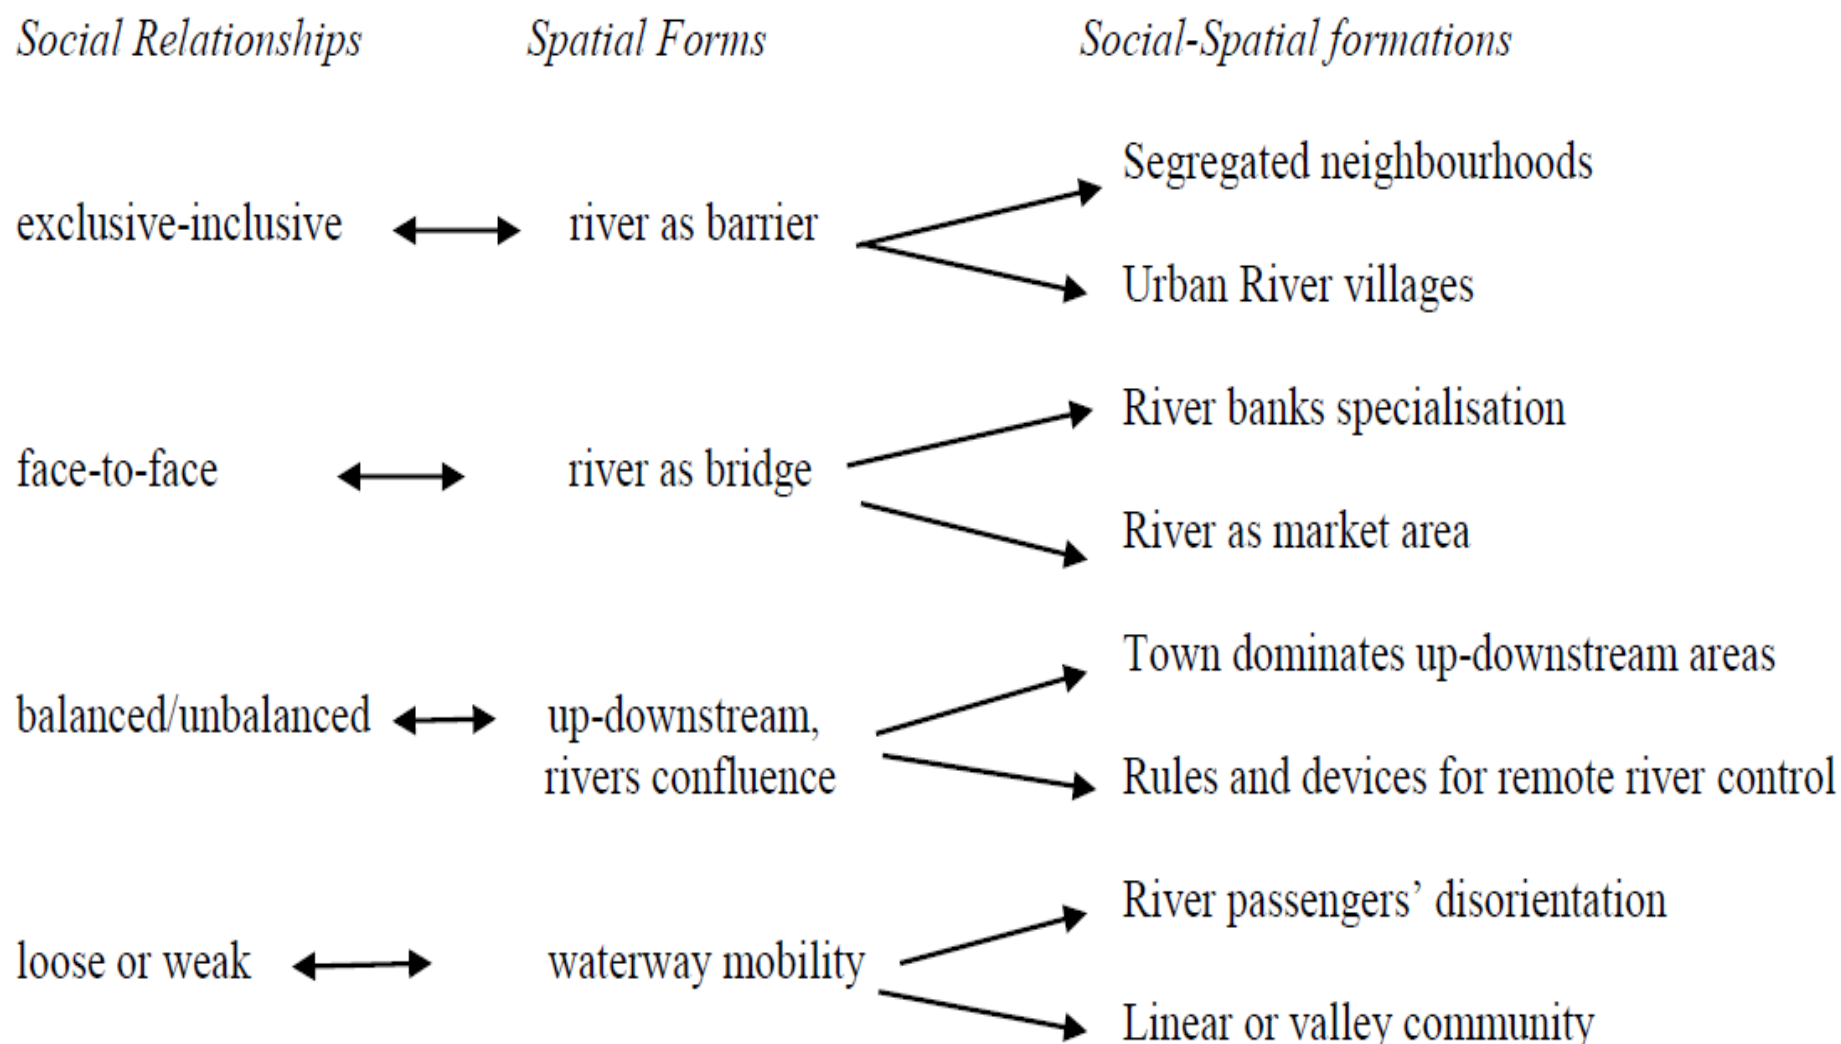 Social Relationships Spatial Forms Social-Spatial formations
Segregated neighbourhoods
exclusive-inclusive river as barrier
Urban River villages
River banks specialisation
face-to-face river as bridge
River as market area
Town dominates up-downstream areas
balanced/unbalanced up-downstream,
rivers confluence Rules and devices for remote river control
River passengers’ disorientation
loose or weak waterway mobility
Linear or valley community